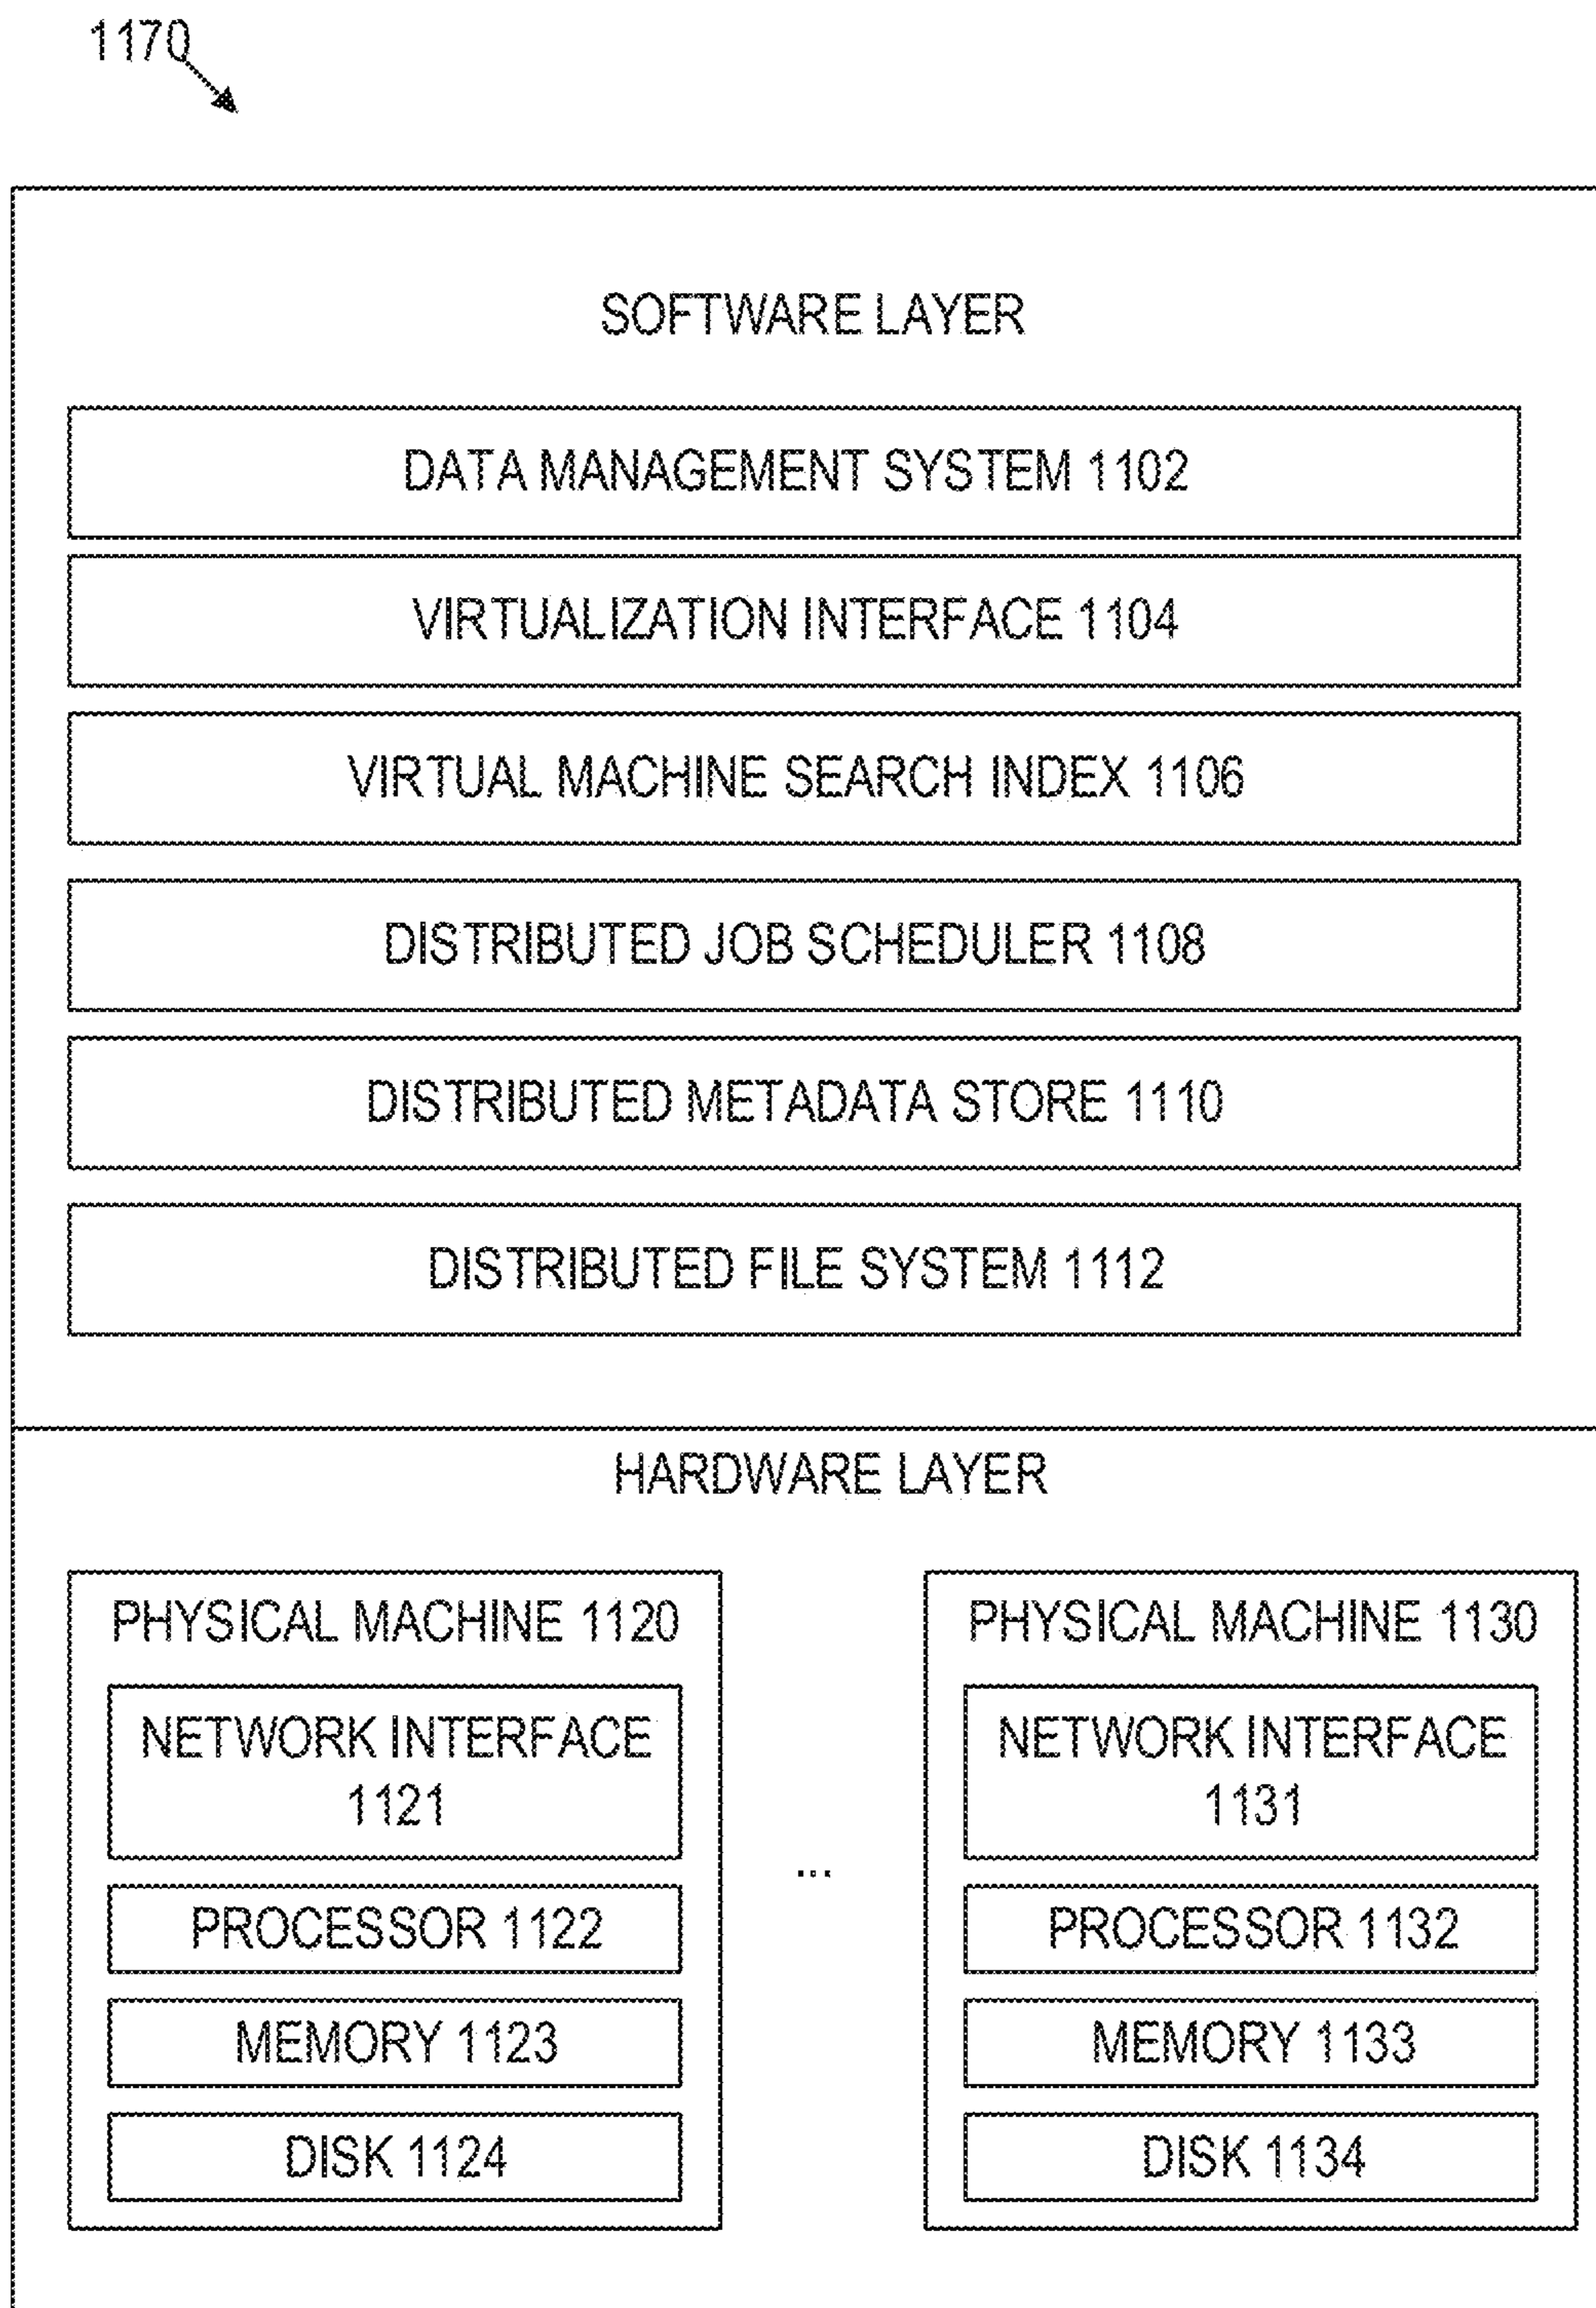 1170
SOFTWARE LAYER
DATA MANAGEMENT SYSTEM 1102
VIRTUALIZATION INTERFACE 1104
VIRTUAL MACHINE SEARCH INDEX 1106
DISTRIBUTED JOB SCHEDULER 1108
DISTRIBUTED METADATA STORE 1110
DISTRIBUTED FILE SYSTEM 1112
HARDWARE LAYER
PHYSICAL MACHINE 1120
NETWORK INTERFACE
1121
PROCESSOR 1122
MEMORY 1123
DISK 1124
...
PHYSICAL MACHINE 1130
NETWORK INTERFACE
1131
PROCESSOR 1132
MEMORY 1133
DISK 1134